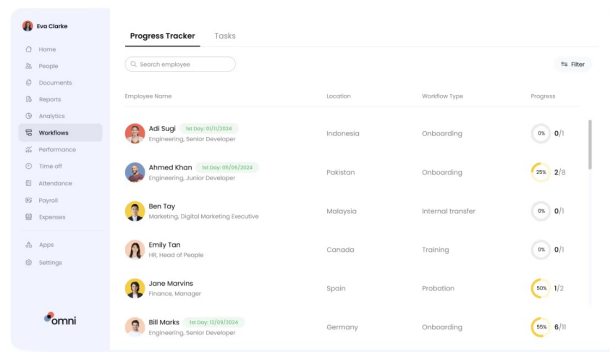 Eva Clarke
Home
People
Documents
Reports
Analytics
Workflows
Performance
Time off
Attendance
Payroll
Expenses
Apps
Settings
omni
Progress Tracker Tasks
Search employee
Filter
Employee Name Location Workflow Type Progress
Adi Sugi 1st Day: 01/11/2024
Engineering, Senior Developer
Indonesia Onboarding 0% 0/1
Ahmed Khan 1st Day: 05/06/2024
Engineering, Junior Developer
Pakistan Onboarding 25% 2/8
Ben Tay
Marketing, Digital Marketing Executive
Malaysia Internal transfer 0% 0/1
Emily Tan
HR, Head of People
Canada Training 0% 0/1
Jane Marvins
Finance, Manager
Spain Probation 50% 1/2
Bill Marks 1st Day: 12/09/2024
Engineering, Senior Developer
Germany Onboarding 55% 6/11